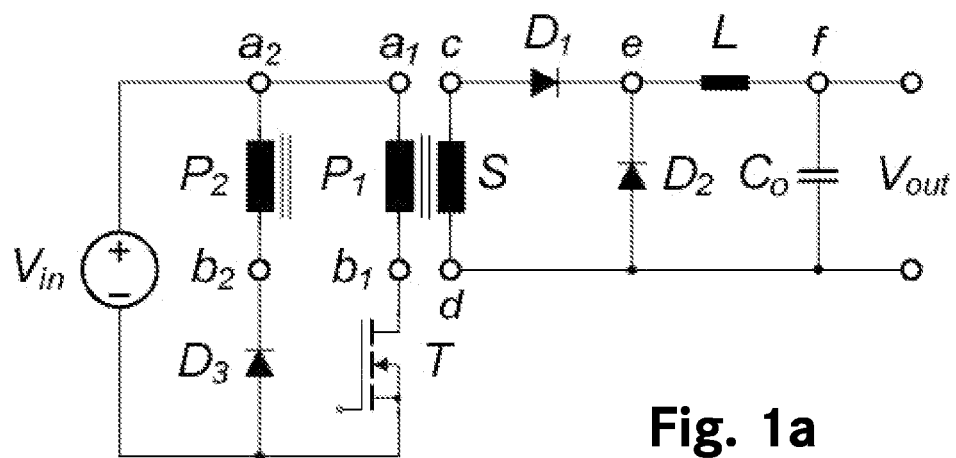 a2 a1 c D1 e L f
P2 P1 S D2 Co Vout
Vin + − b2 b1 d
D3 T
Fig. 1a